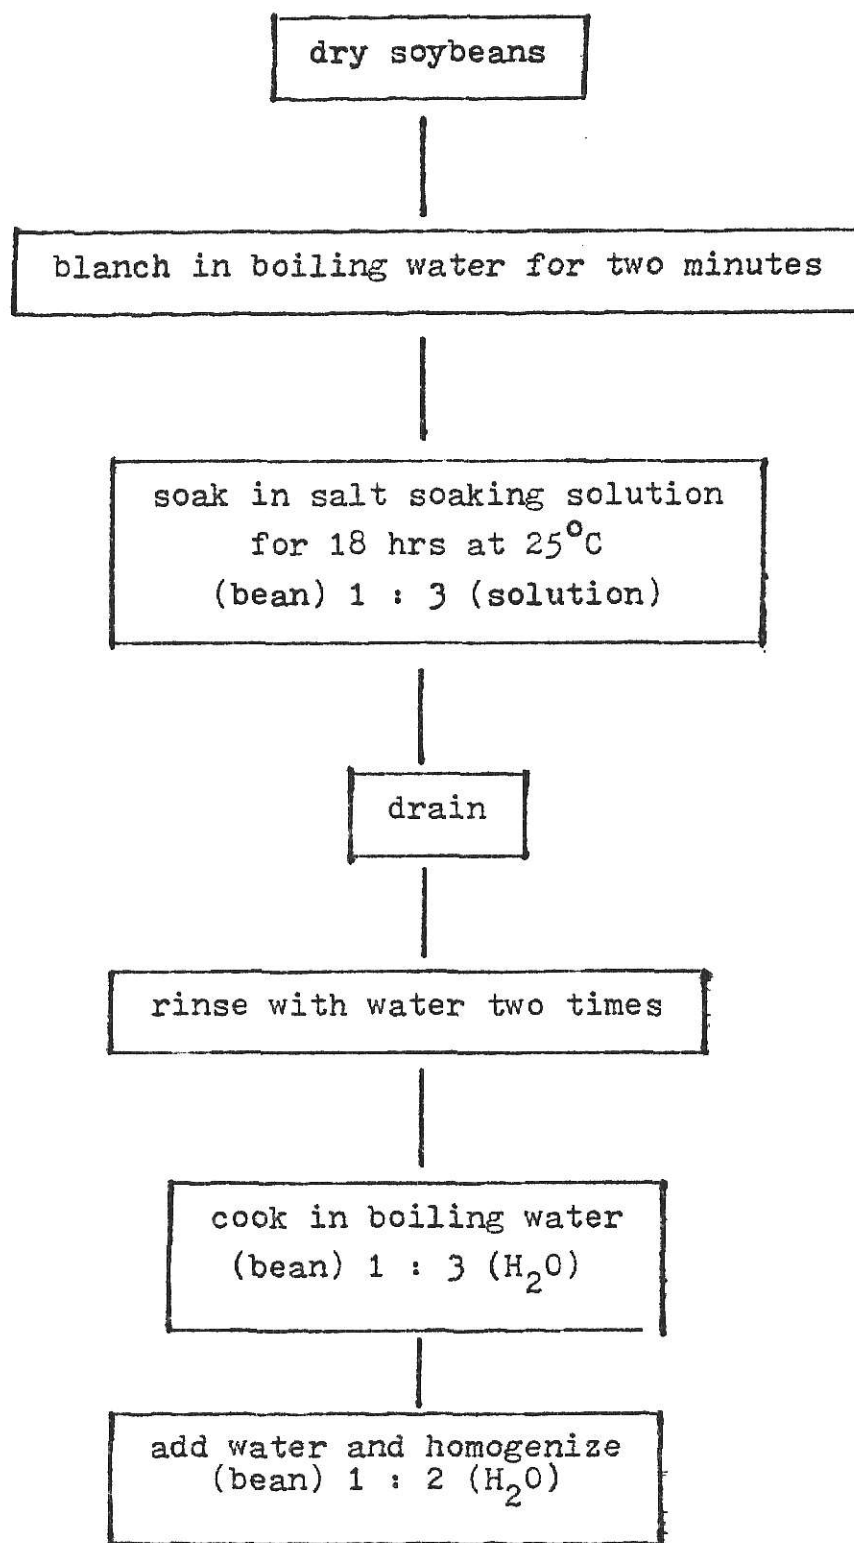 dry soybeans
blanch in boiling water for two minutes
soak in salt soaking solution
for 18 hrs at 25°C
(bean) 1 : 3 (solution)
drain
rinse with water two times
cook in boiling water
(bean) 1 : 3 (H₂O)
add water and homogenize
(bean) 1 : 2 (H₂O)